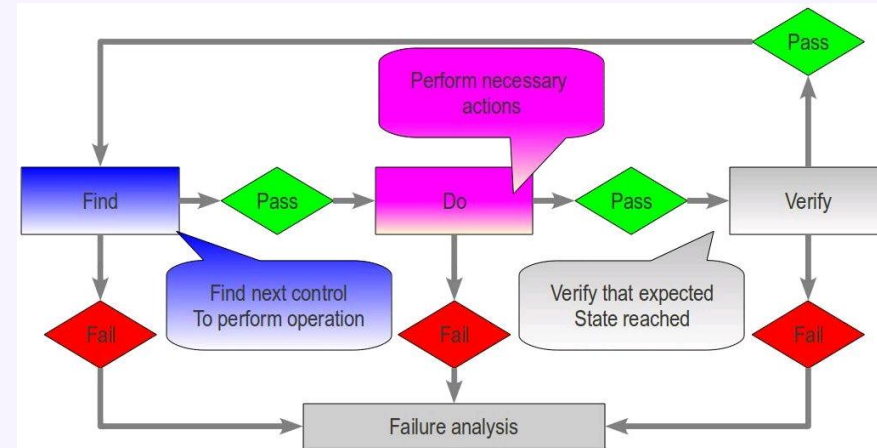 Pass
Perform necessary
actions
Find
Pass
Do
Pass
Verify
Find next control
To perform operation
Verify that expected
State reached
Fail
Fail
Fail
Failure analysis